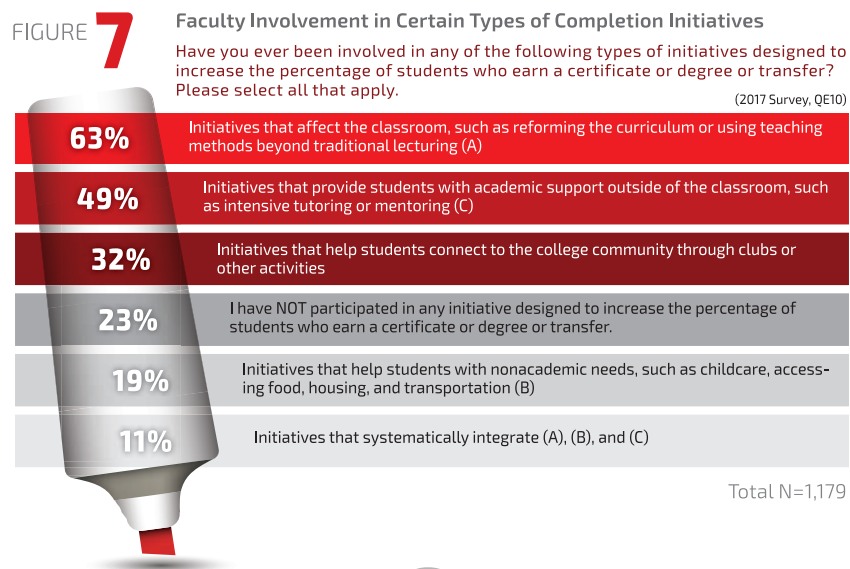 FIGURE 7
Faculty Involvement in Certain Types of Completion Initiatives
Have you ever been involved in any of the following types of initiatives designed to
increase the percentage of students who earn a certificate or degree or transfer?
Please select all that apply.
(2017 Survey, QE10)
63%
Initiatives that affect the classroom, such as reforming the curriculum or using teaching
methods beyond traditional lecturing (A)
49%
Initiatives that provide students with academic support outside of the classroom, such
as intensive tutoring or mentoring (C)
32%
Initiatives that help students connect to the college community through clubs or
other activities
23%
I have NOT participated in any initiative designed to increase the percentage of
students who earn a certificate or degree or transfer.
19%
Initiatives that help students with nonacademic needs, such as childcare, access-
ing food, housing, and transportation (B)
11%
Initiatives that systematically integrate (A), (B), and (C)
Total N=1,179